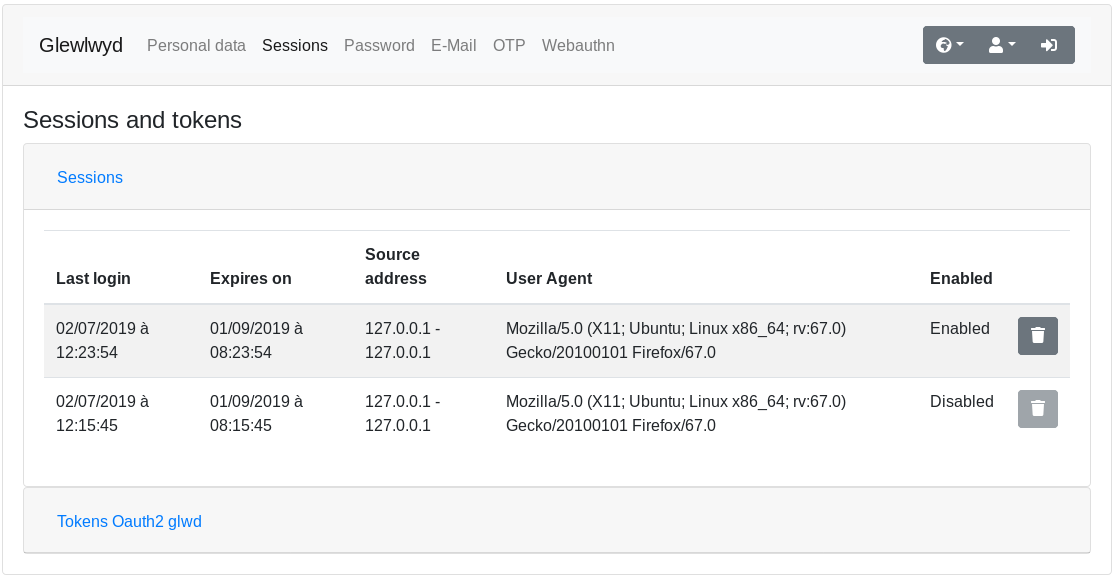 Glewlwyd Personal data Sessions Password E-Mail OTP Webauthn
Sessions and tokens
Sessions
Last login Expires on Source address User Agent Enabled
02/07/2019 à 01/09/2019 à 127.0.0.1 - Mozilla/5.0 (X11; Ubuntu; Linux x86_64; rv:67.0) Enabled
12:23:54 08:23:54 127.0.0.1 Gecko/20100101 Firefox/67.0
02/07/2019 à 01/09/2019 à 127.0.0.1 - Mozilla/5.0 (X11; Ubuntu; Linux x86_64; rv:67.0) Disabled
12:15:45 08:15:45 127.0.0.1 Gecko/20100101 Firefox/67.0
Tokens Oauth2 glwd